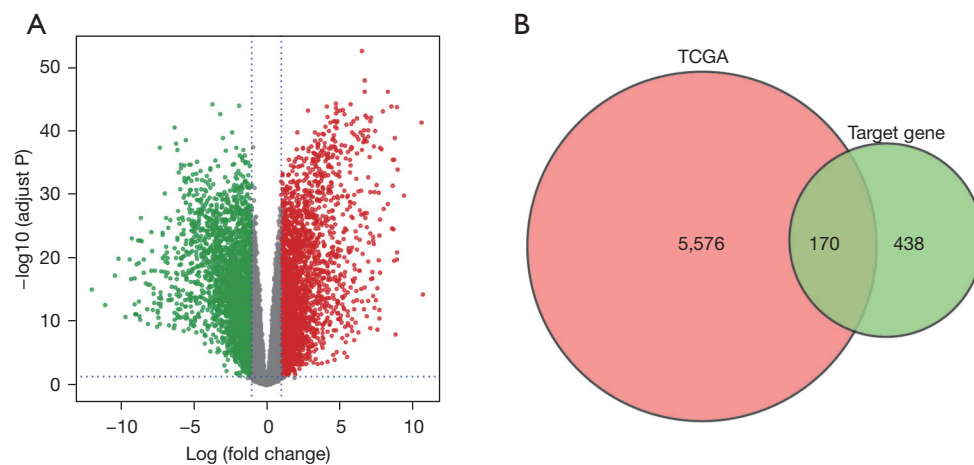 A
50
40
30
20
10
0
–log10 (adjust P)
–10 –5 0 5 10
Log (fold change)
B
TCGA
Target gene
5,576 170 438